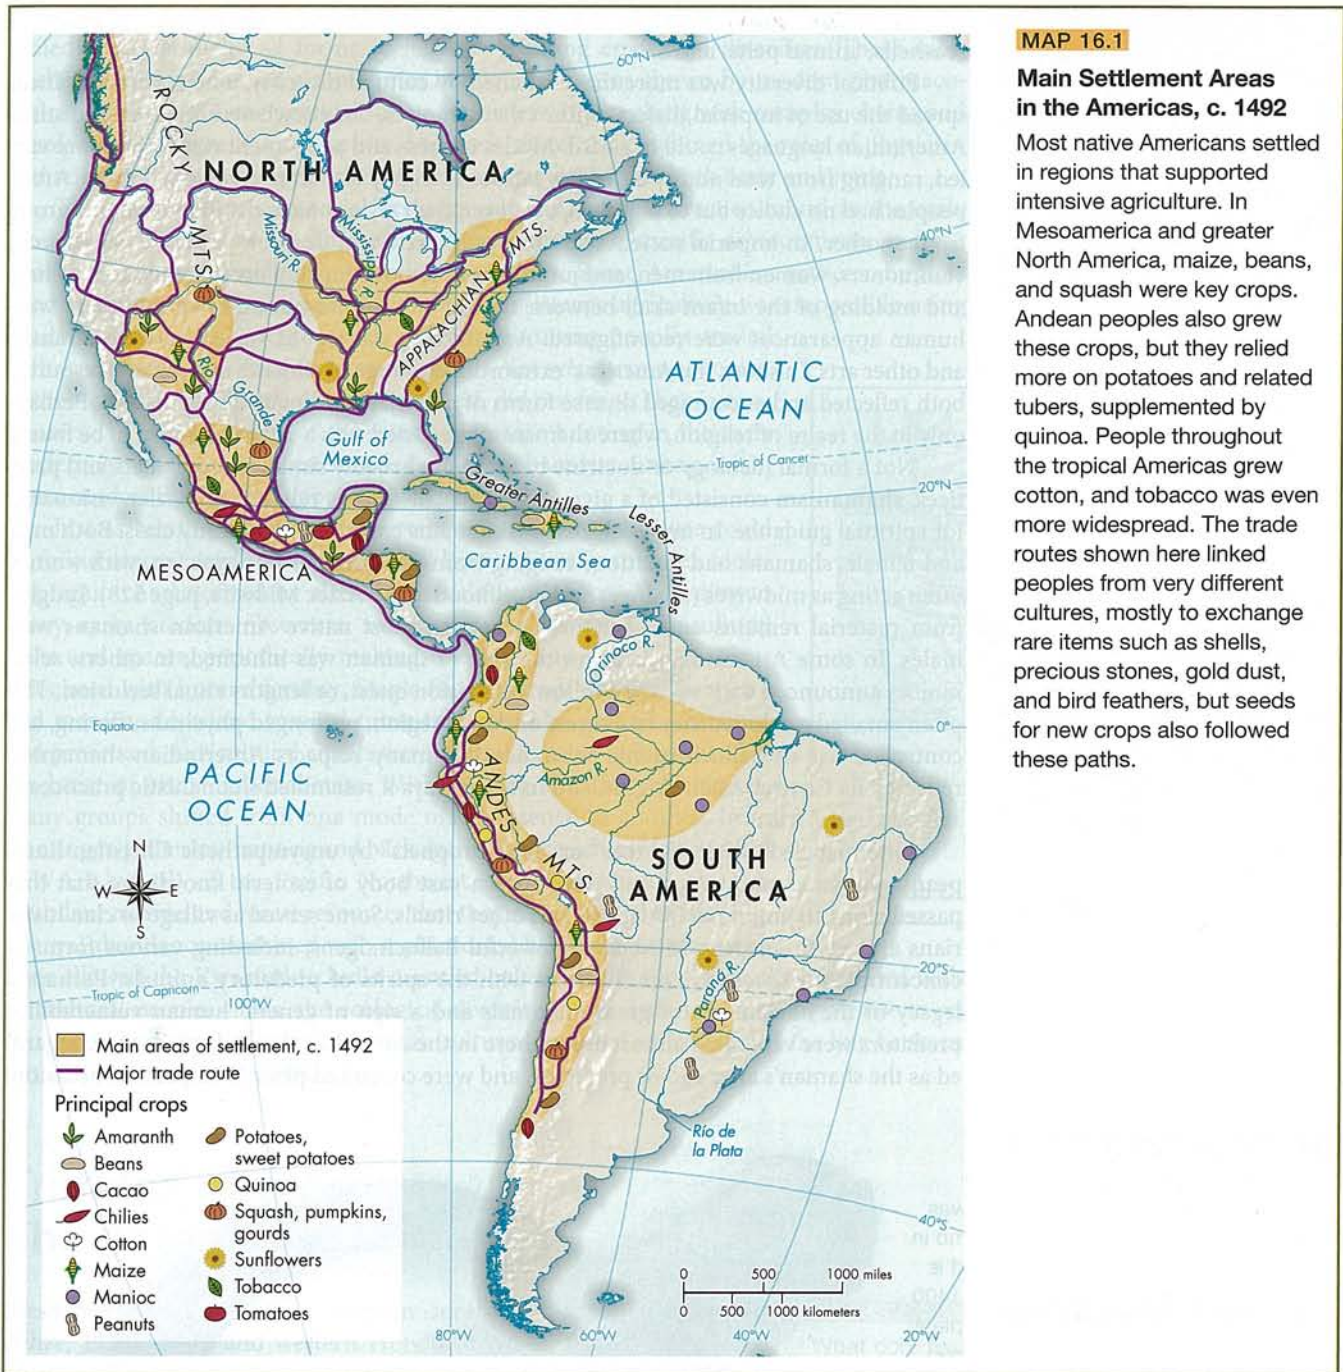 MAP 16.1
Main Settlement Areas
in the Americas, c. 1492
Most native Americans settled
in regions that supported
intensive agriculture. In
Mesoamerica and greater
North America, maize, beans,
and squash were key crops.
Andean peoples also grew
these crops, but they relied
more on potatoes and related
tubers, supplemented by
quinoa. People throughout
the tropical Americas grew
cotton, and tobacco was even
more widespread. The trade
routes shown here linked
peoples from very different
cultures, mostly to exchange
rare items such as shells,
precious stones, gold dust,
and bird feathers, but seeds
for new crops also followed
these paths.
60°N
ROCKY
MTS.
NORTH AMERICA
Missouri R.
Mississippi R.
APPALACHIAN MTS.
40°N
Rio
Grande
ATLANTIC
OCEAN
Gulf of
Mexico
Tropic of Cancer
20°N
Greater Antilles
Lesser Antilles
Caribbean Sea
MESOAMERICA
Orinoco R.
Equator
0°
Amazon R.
PACIFIC
OCEAN
ANDES
MTS.
N
W
E
S
SOUTH
AMERICA
Paraná R.
20°S
Tropic of Capricorn
100°W
Río de
la Plata
40°S
80°W
60°W
40°W
20°W
Main areas of settlement, c. 1492
Major trade route
Principal crops
Amaranth
Beans
Cacao
Chilies
Cotton
Maize
Manioc
Peanuts
Potatoes,
sweet potatoes
Quinoa
Squash, pumpkins,
gourds
Sunflowers
Tobacco
Tomatoes
0 500 1000 miles
0 500 1000 kilometers